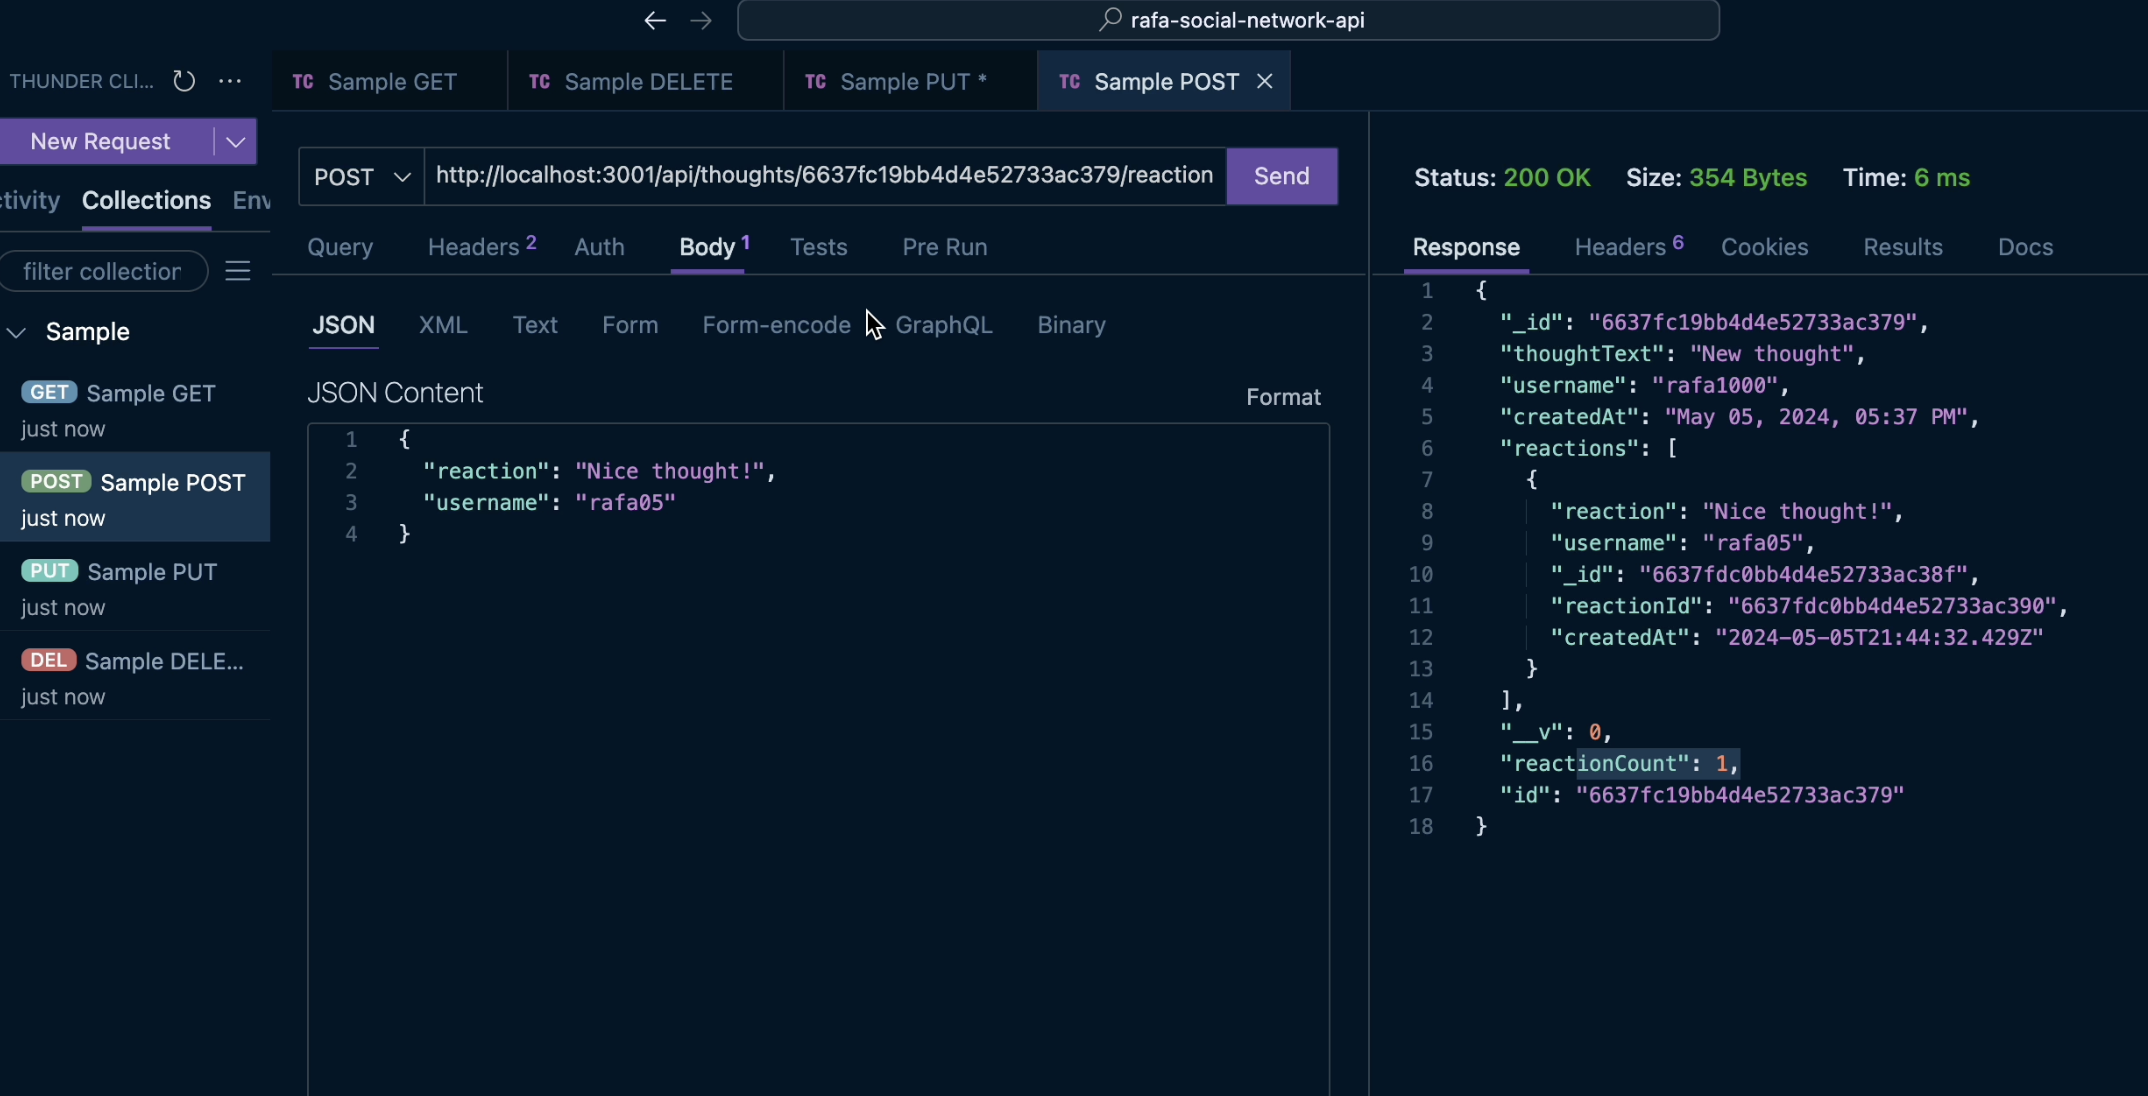 rafa-social-network-api
THUNDER CLI... ...
TC Sample GET
TC Sample DELETE
TC Sample PUT *
TC Sample POST
New Request
ctivity Collections Env
filter collection
Sample
GET Sample GET
just now
POST Sample POST
just now
PUT Sample PUT
just now
DEL Sample DELE...
just now
POST http://localhost:3001/api/thoughts/6637fc19bb4d4e52733ac379/reaction Send
Query Headers 2 Auth Body 1 Tests Pre Run
JSON XML Text Form Form-encode GraphQL Binary
JSON Content Format
1 {
2 "reaction": "Nice thought!",
3 "username": "rafa05"
4 }
Status: 200 OK Size: 354 Bytes Time: 6 ms
Response Headers 6 Cookies Results Docs
1 {
2 "_id": "6637fc19bb4d4e52733ac379",
3 "thoughtText": "New thought",
4 "username": "rafa1000",
5 "createdAt": "May 05, 2024, 05:37 PM",
6 "reactions": [
7 {
8 "reaction": "Nice thought!",
9 "username": "rafa05",
10 "_id": "6637fdc0bb4d4e52733ac38f",
11 "reactionId": "6637fdc0bb4d4e52733ac390",
12 "createdAt": "2024-05-05T21:44:32.429Z"
13 }
14 ],
15 "__v": 0,
16 "reactionCount": 1,
17 "id": "6637fc19bb4d4e52733ac379"
18 }